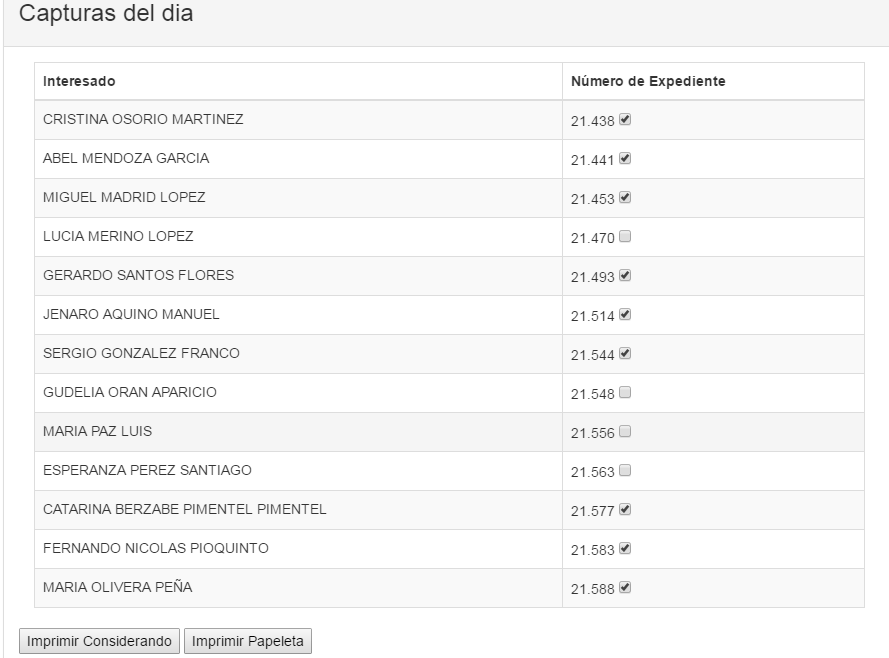 Capturas del dia
Interesado Número de Expediente
CRISTINA OSORIO MARTINEZ 21.438
ABEL MENDOZA GARCIA 21.441
MIGUEL MADRID LOPEZ 21.453
LUCIA MERINO LOPEZ 21.470
GERARDO SANTOS FLORES 21.493
JENARO AQUINO MANUEL 21.514
SERGIO GONZALEZ FRANCO 21.544
GUDELIA ORAN APARICIO 21.548
MARIA PAZ LUIS 21.556
ESPERANZA PEREZ SANTIAGO 21.563
CATARINA BERZABE PIMENTEL PIMENTEL 21.577
FERNANDO NICOLAS PIOQUINTO 21.583
MARIA OLIVERA PEÑA 21.588
Imprimir Considerando Imprimir Papeleta